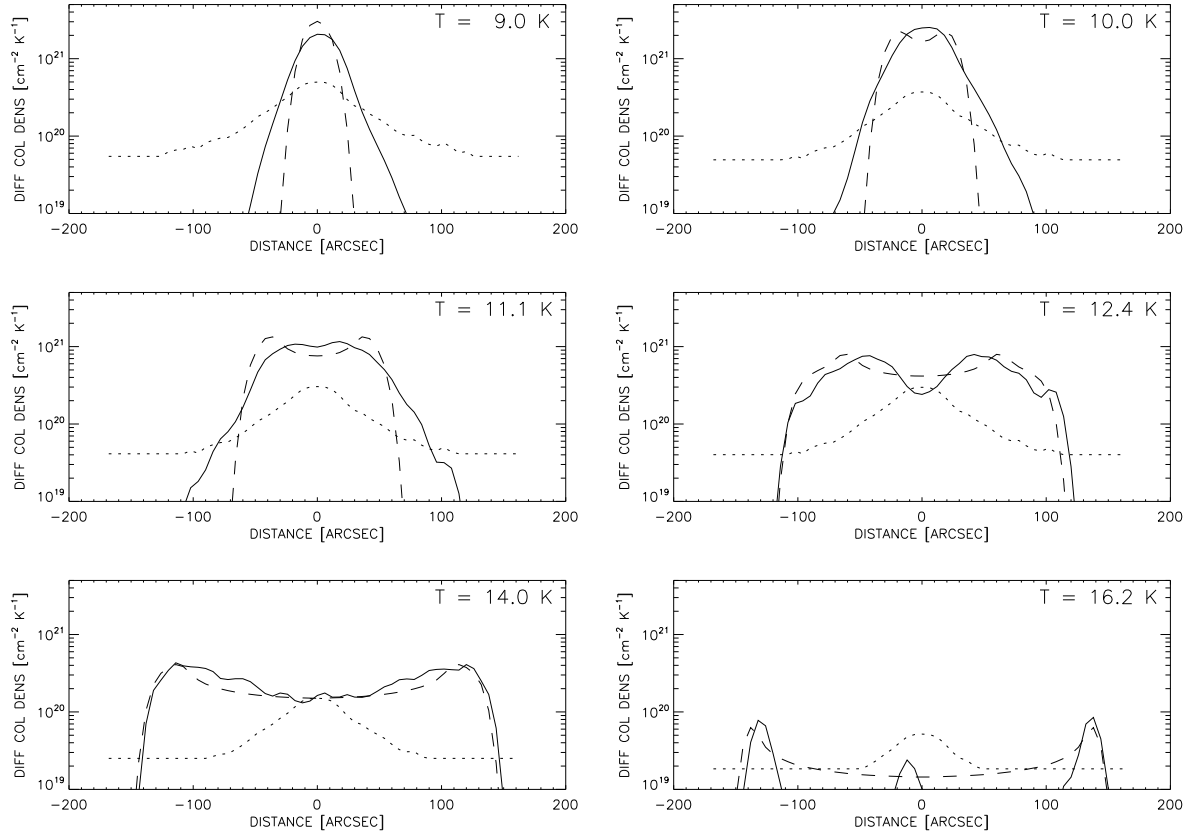 T = 9.0 K
DIFF COL DENS [cm⁻² K⁻¹]
10²¹
10²⁰
10¹⁹
−200 −100 0 100 200
DISTANCE [ARCSEC]
T = 10.0 K
DIFF COL DENS [cm⁻² K⁻¹]
10²¹
10²⁰
10¹⁹
−200 −100 0 100 200
DISTANCE [ARCSEC]
T = 11.1 K
DIFF COL DENS [cm⁻² K⁻¹]
10²¹
10²⁰
10¹⁹
−200 −100 0 100 200
DISTANCE [ARCSEC]
T = 12.4 K
DIFF COL DENS [cm⁻² K⁻¹]
10²¹
10²⁰
10¹⁹
−200 −100 0 100 200
DISTANCE [ARCSEC]
T = 14.0 K
DIFF COL DENS [cm⁻² K⁻¹]
10²¹
10²⁰
10¹⁹
−200 −100 0 100 200
DISTANCE [ARCSEC]
T = 16.2 K
DIFF COL DENS [cm⁻² K⁻¹]
10²¹
10²⁰
10¹⁹
−200 −100 0 100 200
DISTANCE [ARCSEC]